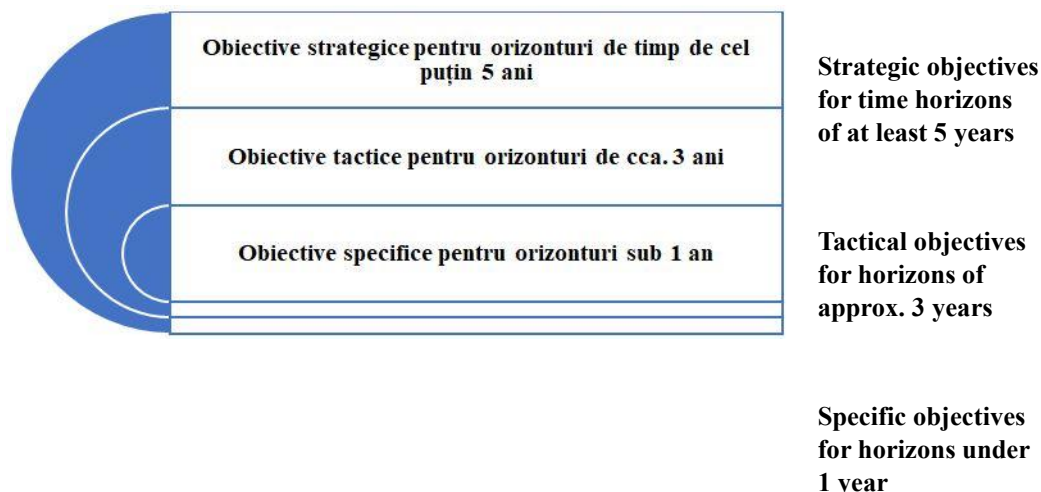 Obiective strategice pentru orizonturi de timp de cel
puțin 5 ani
Obiective tactice pentru orizonturi de cca. 3 ani
Obiective specifice pentru orizonturi sub 1 an
Strategic objectives
for time horizons
of at least 5 years
Tactical objectives
for horizons of
approx. 3 years
Specific objectives
for horizons under
1 year